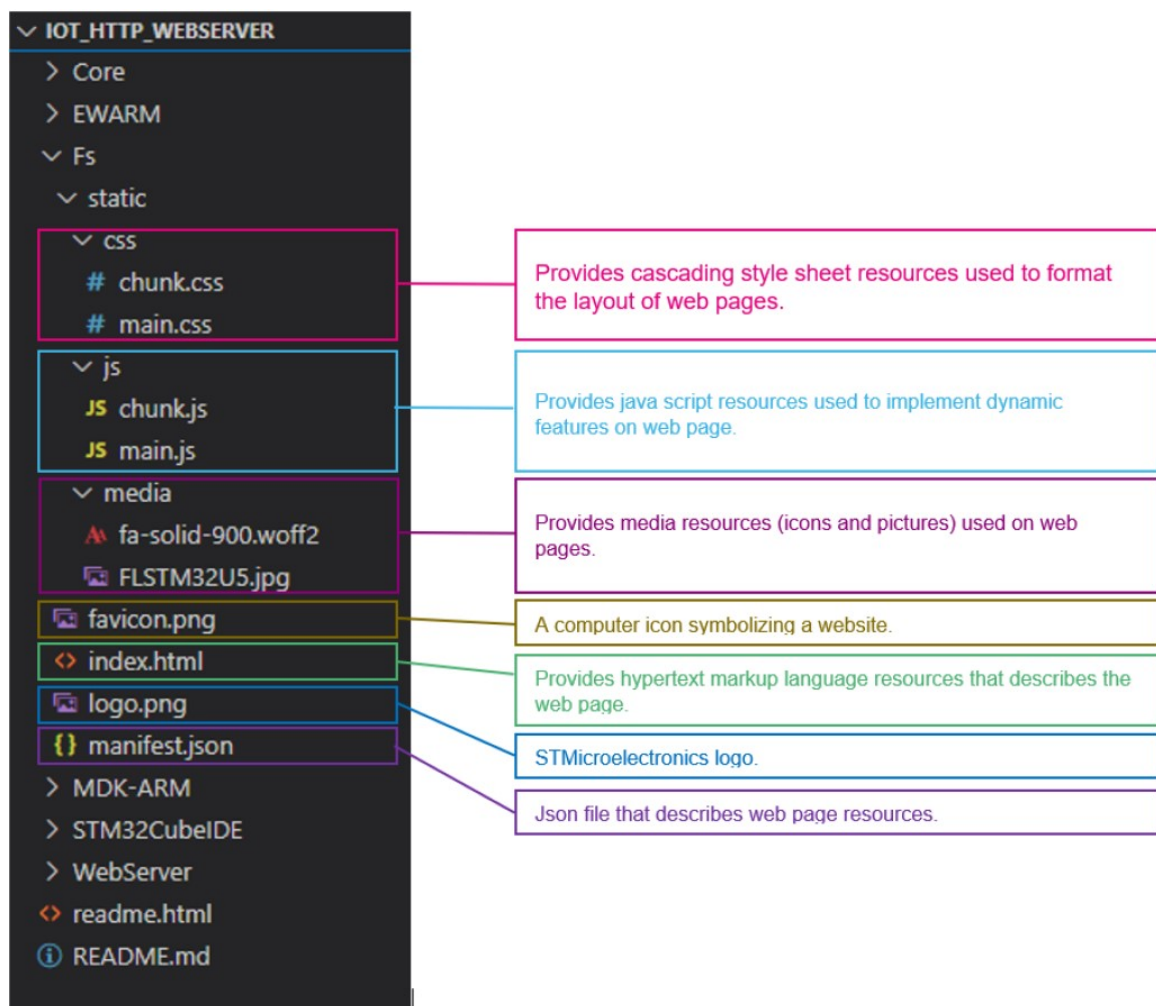 IOT_HTTP_WEBSERVER
Core
EWARM
Fs
static
css
chunk.css
main.css
Provides cascading style sheet resources used to format
the layout of web pages.
js
JS chunk.js
JS main.js
Provides java script resources used to implement dynamic
features on web page.
media
fa-solid-900.woff2
FLSTM32U5.jpg
Provides media resources (icons and pictures) used on web
pages.
favicon.png
A computer icon symbolizing a website.
index.html
Provides hypertext markup language resources that describes the
web page.
logo.png
STMicroelectronics logo.
manifest.json
Json file that describes web page resources.
MDK-ARM
STM32CubeIDE
WebServer
readme.html
README.md